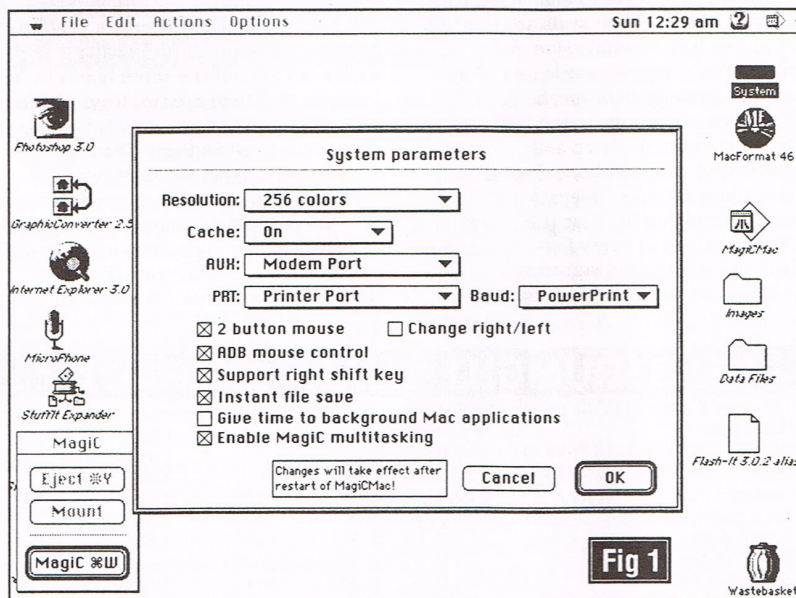 File Edit Actions Options Sun 12:29 am
System
Photoshop 3.0
MacFormat 46
System parameters
Resolution: 256 colors
GraphicConverter 2.5
Cache: On
MagiCMac
AUX: Modem Port
Internet Explorer 3.0
PRT: Printer Port Baud: PowerPrint
Images
2 button mouse Change right/left
MicroPhone
ADB mouse control
Support right shift key
Data Files
Instant file save
StuffIt Expander
Give time to background Mac applications
MagiC
Enable MagiC multitasking
Flash-It 3.0.2 alias
Eject ⌘Y
Changes will take effect after
restart of MagiCMac!
Cancel OK
Mount
MagiC ⌘W
Fig 1
Wastebasket